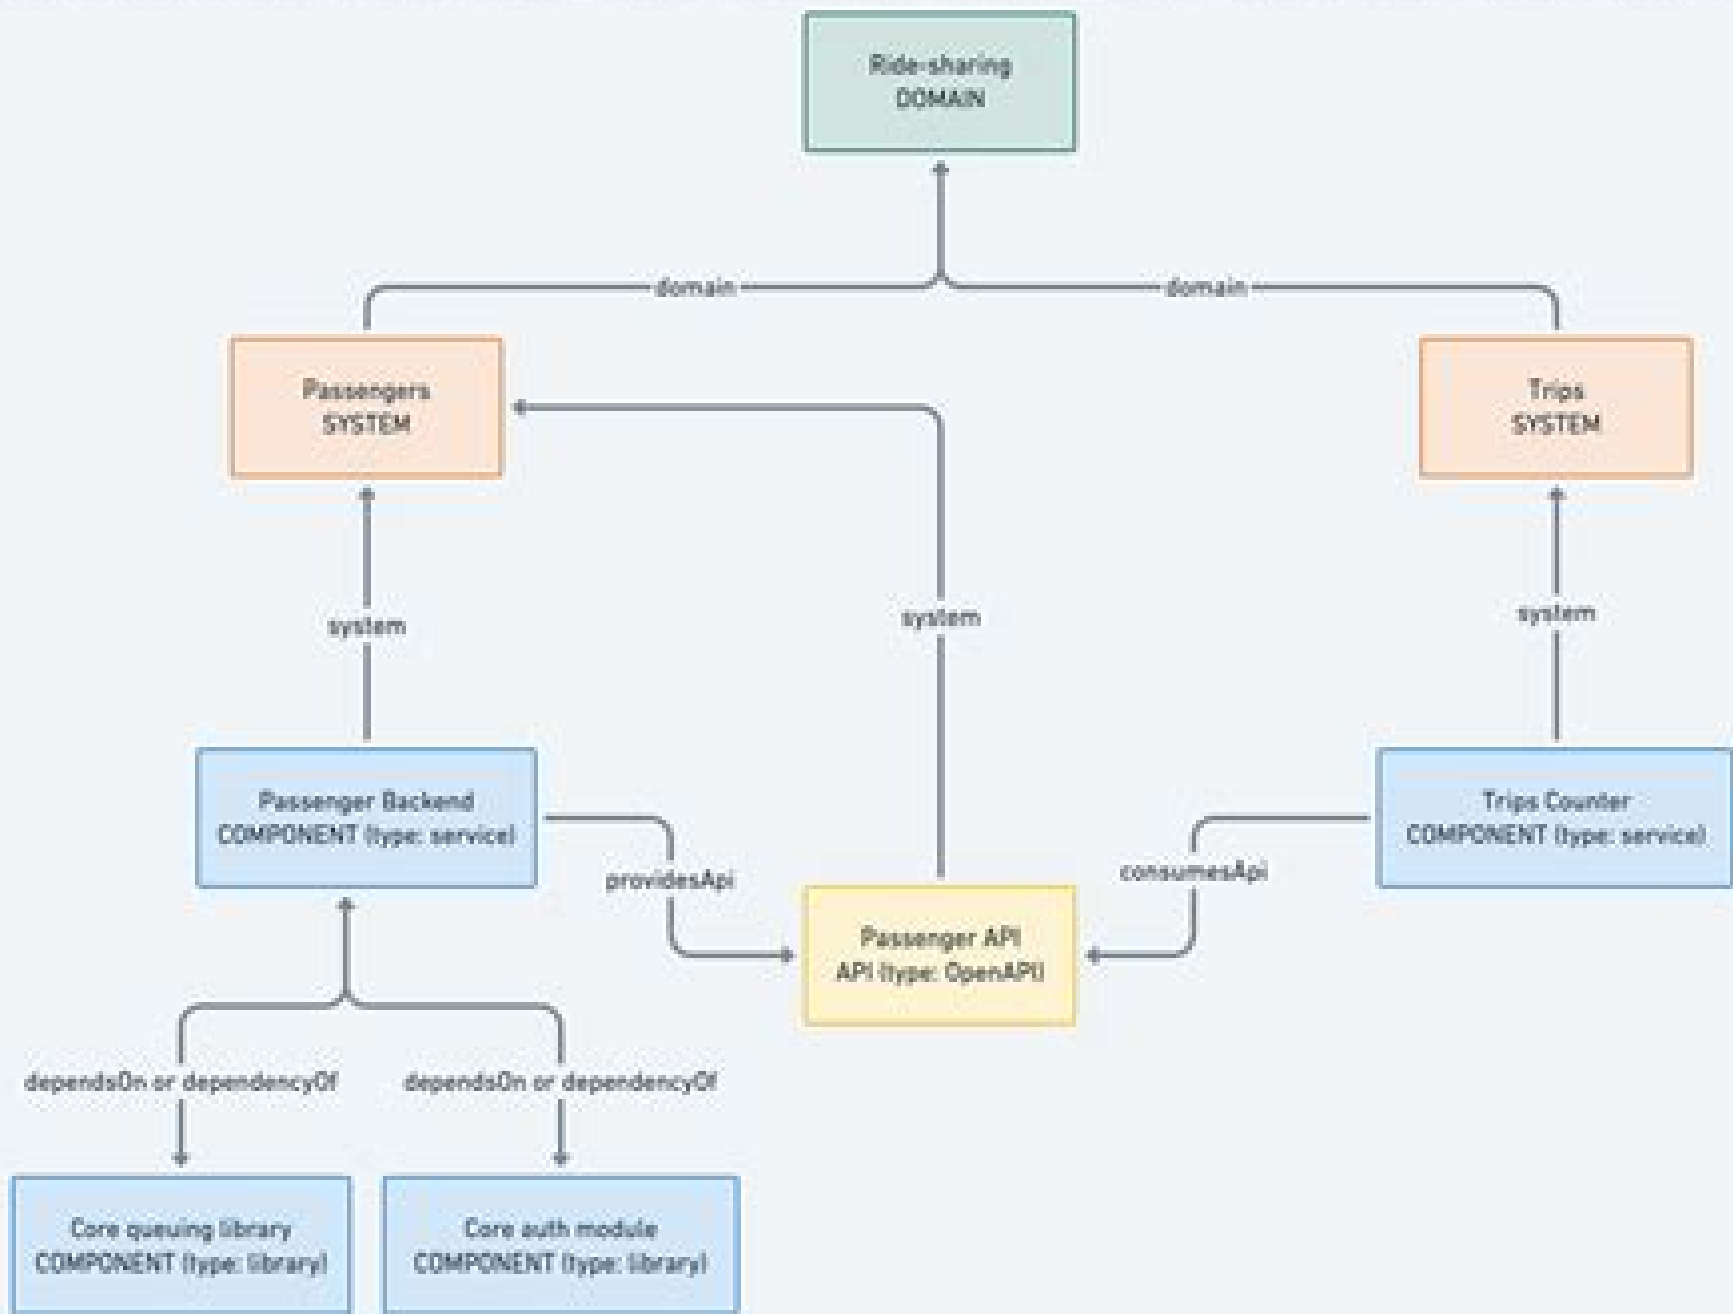 Ride-sharing
DOMAIN
domain
domain
Passengers
SYSTEM
Trips
SYSTEM
system
system
system
Passenger Backend
COMPONENT (type: service)
Trips Counter
COMPONENT (type: service)
providesApi
consumesApi
Passenger API
API (type: OpenAPI)
dependsOn or dependencyOf
dependsOn or dependencyOf
Core queuing library
COMPONENT (type: library)
Core auth module
COMPONENT (type: library)